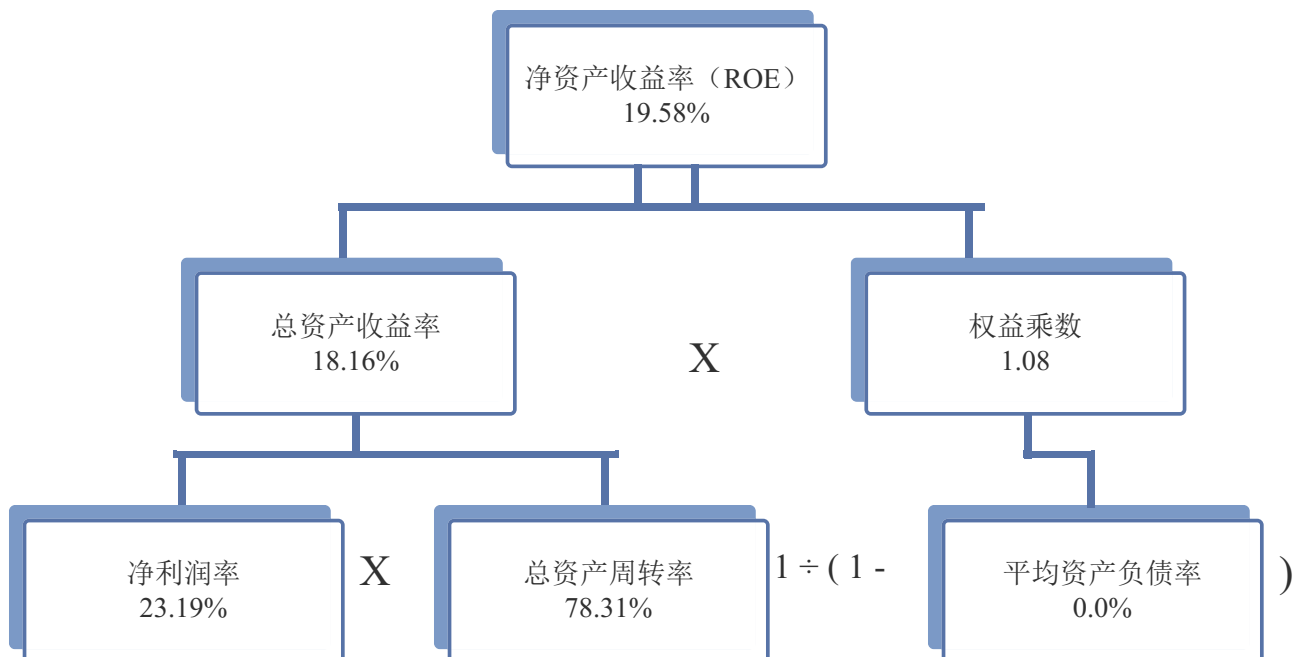 净资产收益率（ROE）
19.58%
总资产收益率
18.16%
X
权益乘数
1.08
净利润率
23.19%
X
总资产周转率
78.31%
1 ÷ ( 1 -
平均资产负债率
0.0%
)